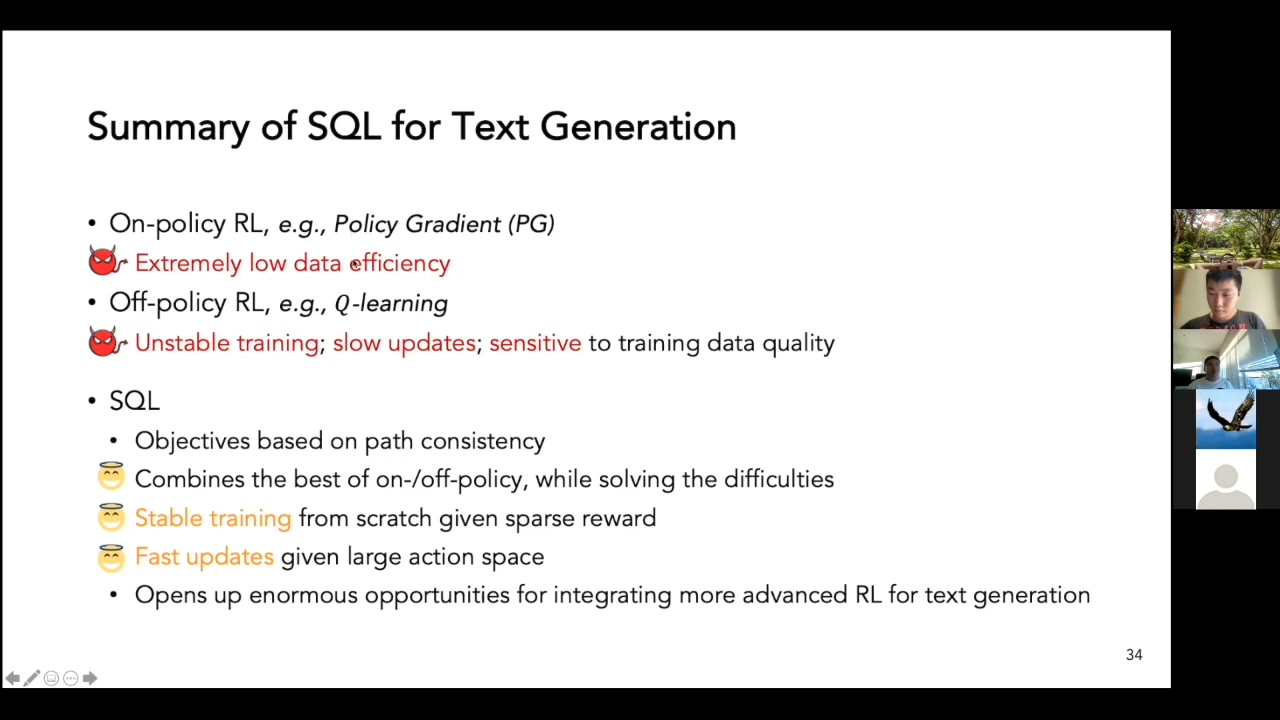 Summary of SQL for Text Generation
• On-policy RL, e.g., Policy Gradient (PG)
Extremely low data efficiency
• Off-policy RL, e.g., Q-learning
Unstable training; slow updates; sensitive to training data quality
• SQL
• Objectives based on path consistency
Combines the best of on-/off-policy, while solving the difficulties
Stable training from scratch given sparse reward
Fast updates given large action space
• Opens up enormous opportunities for integrating more advanced RL for text generation
34